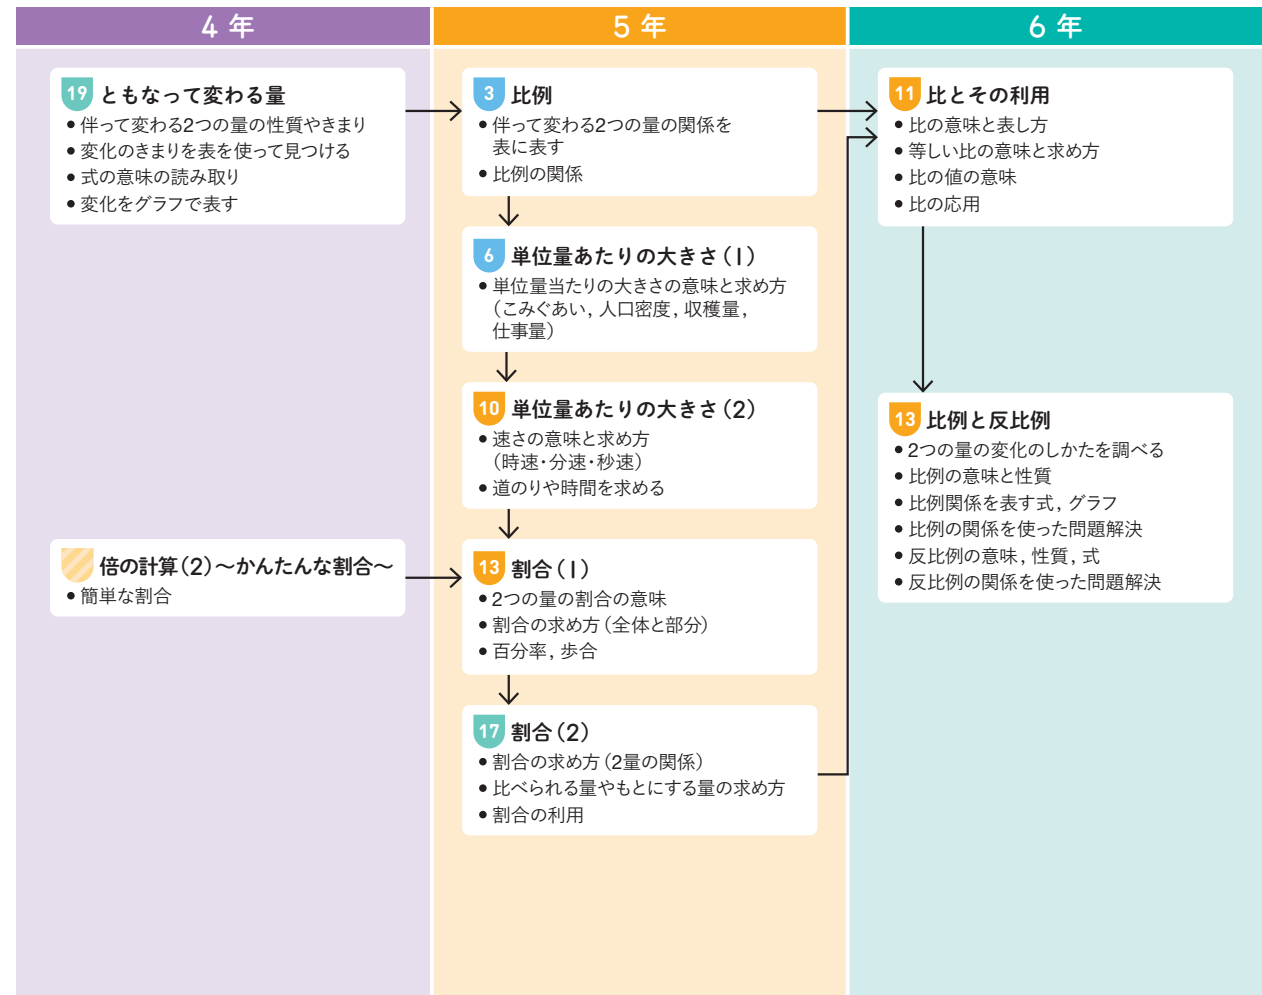 4 年
19 ともなって変わる量
● 伴って変わる2つの量の性質やきまり
● 変化のきまりを表を使って見つける
● 式の意味の読み取り
● 変化をグラフで表す
倍の計算(2)～かんたんな割合～
● 簡単な割合
5 年
3 比例
● 伴って変わる2つの量の関係を
表に表す
● 比例の関係
6 単位量あたりの大きさ(1)
● 単位量当たりの大きさの意味と求め方
(こみぐあい, 人口密度, 収穫量,
仕事量)
10 単位量あたりの大きさ(2)
● 速さの意味と求め方
(時速・分速・秒速)
● 道のりや時間を求める
13 割合(1)
● 2つの量の割合の意味
● 割合の求め方(全体と部分)
● 百分率, 歩合
17 割合(2)
● 割合の求め方(2量の関係)
● 比べられる量やもとにする量の求め方
● 割合の利用
6 年
11 比とその利用
● 比の意味と表し方
● 等しい比の意味と求め方
● 比の値の意味
● 比の応用
13 比例と反比例
● 2つの量の変化のしかたを調べる
● 比例の意味と性質
● 比例関係を表す式, グラフ
● 比例の関係を使った問題解決
● 反比例の意味, 性質, 式
● 反比例の関係を使った問題解決